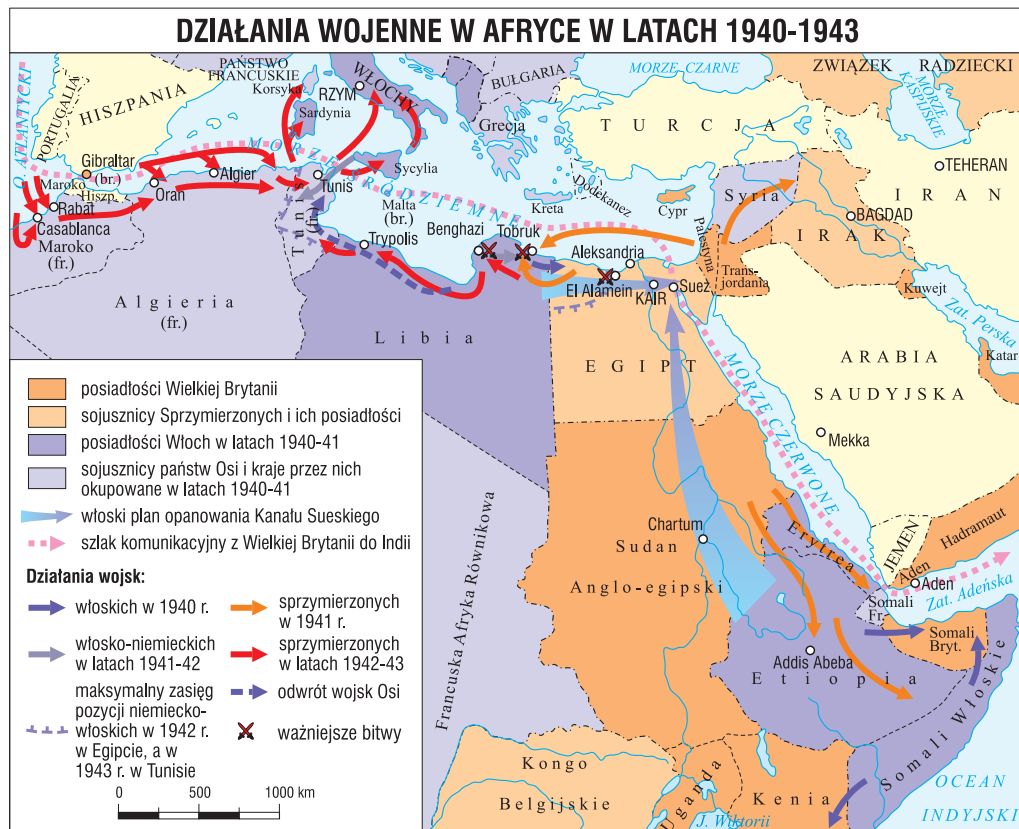 DZIAŁANIA WOJENNE W AFRYCE W LATACH 1940-1943
O. ATLANTYCKI
PORTUGALIA
HISZPANIA
PAŃSTWO
FRANCUSKIE
Korsyka
RZYM
WŁOCHY
Sardynia
BUŁGARIA
MORZE CZARNE
ZWIĄZEK RADZIECKI
MORZE
KASPIJSKIE
Grecja
TURCJA
TEHERAN
IRAN
Gibraltar
(br.)
Maroko
Hiszp.
Rabat
Casablanca
Maroko
(fr.)
Oran
Algier
MORZE ŚRÓDZIEMNE
Tunis
Tunis
(fr.)
Sycylia
Malta
(br.)
Kreta
Dodekanez
Cypr
Syria
BAGDAD
IRAK
Palestyna
Trans-
jordania
Kuwejt
Zat. Perska
Katar
Trypolis
Benghazi
Tobruk
Aleksandria
El Alamein
KAIR
Suez
Algieria
(fr.)
Libia
EGIPT
MORZE CZERWONE
ARABIA
SAUDYJSKA
Mekka
posiadłości Wielkiej Brytanii
sojusznicy Sprzymierzonych i ich posiadłości
posiadłości Włoch w latach 1940-41
sojusznicy państw Osi i kraje przez nich
okupowane w latach 1940-41
włoski plan opanowania Kanału Sueskiego
szlak komunikacyjny z Wielkiej Brytanii do Indii
Działania wojsk:
włoskich w 1940 r.
sprzymierzonych
w 1941 r.
włosko-niemieckich
w latach 1941-42
sprzymierzonych
w latach 1942-43
maksymalny zasięg
pozycji niemiecko-
włoskich w 1942 r.
w Egipcie, a w
1943 r. w Tunisie
odwrót wojsk Osi
ważniejsze bitwy
0 500 1000 km
Francuska Afryka Równikowa
Chartum
Sudan
Anglo-egipski
Erytrea
JEMEN
Hadramaut
Aden
Aden
Zat. Adeńska
Somali
Fr.
Somali
Bryt.
Addis Abeba
Etiopia
Somali Włoskie
Kongo
Belgijskie
Uganda
J. Wiktorii
Kenia
OCEAN
INDYJSKI